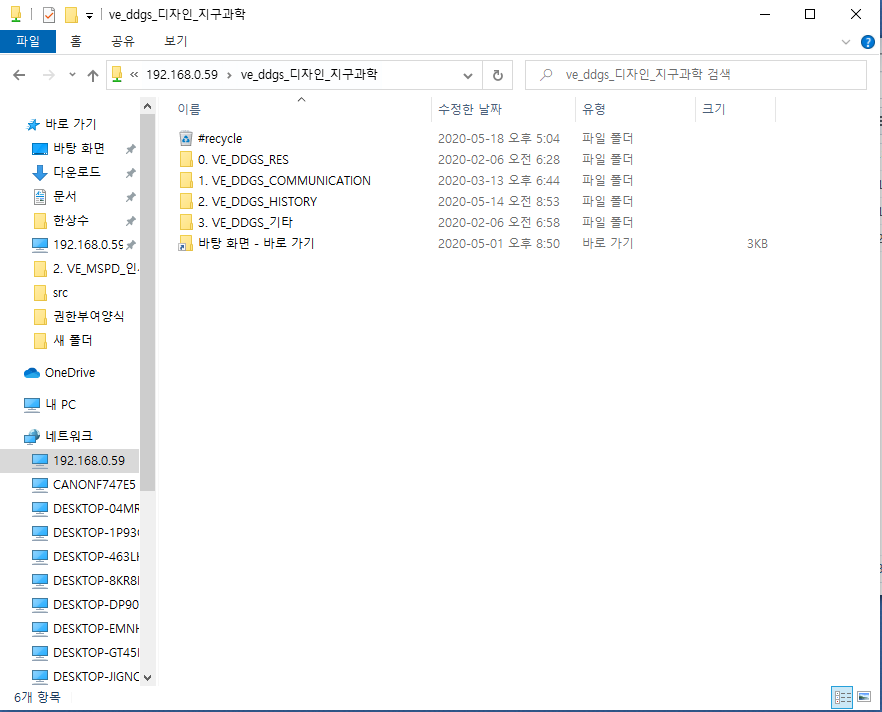 ve_ddgs_디자인_지구과학
파일 홈 공유 보기
« 192.168.0.59 › ve_ddgs_디자인_지구과학
ve_ddgs_디자인_지구과학 검색
이름 수정한 날짜 유형 크기
#recycle 2020-05-18 오후 5:04 파일 폴더
0. VE_DDGS_RES 2020-02-06 오전 6:28 파일 폴더
1. VE_DDGS_COMMUNICATION 2020-03-13 오후 6:44 파일 폴더
2. VE_DDGS_HISTORY 2020-05-14 오전 8:53 파일 폴더
3. VE_DDGS_기타 2020-02-06 오전 6:58 파일 폴더
바탕 화면 - 바로 가기 2020-05-01 오후 8:50 바로 가기 3KB
바로 가기
바탕 화면
다운로드
문서
한상수
192.168.0.59
2. VE_MSPD_인
src
권한부여양식
새 폴더
OneDrive
내 PC
네트워크
192.168.0.59
CANONF747E5
DESKTOP-04MR
DESKTOP-1P93
DESKTOP-463L
DESKTOP-8KR8
DESKTOP-DP90
DESKTOP-EMNH
DESKTOP-GT45
DESKTOP-JIGNC
6개 항목